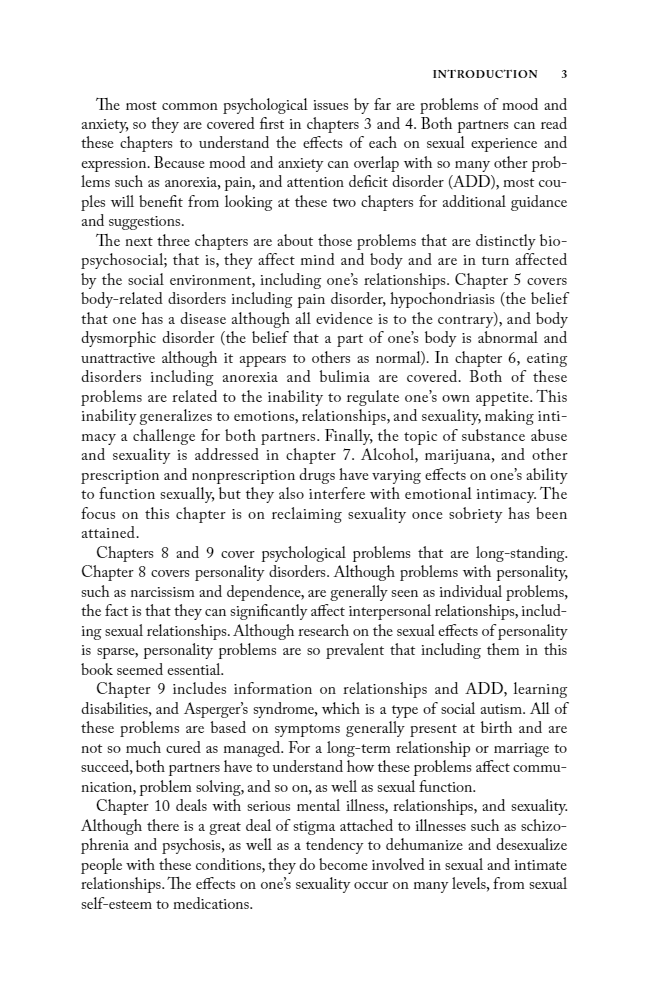 INTRODUCTION 3
The most common psychological issues by far are problems of mood and
anxiety, so they are covered first in chapters 3 and 4. Both partners can read
these chapters to understand the effects of each on sexual experience and
expression. Because mood and anxiety can overlap with so many other prob-
lems such as anorexia, pain, and attention deficit disorder (ADD), most cou-
ples will benefit from looking at these two chapters for additional guidance
and suggestions.
The next three chapters are about those problems that are distinctly bio-
psychosocial; that is, they affect mind and body and are in turn affected
by the social environment, including one's relationships. Chapter 5 covers
body-related disorders including pain disorder, hypochondriasis (the belief
that one has a disease although all evidence is to the contrary), and body
dysmorphic disorder (the belief that a part of one's body is abnormal and
unattractive although it appears to others as normal). In chapter 6, eating
disorders including anorexia and bulimia are covered. Both of these
problems are related to the inability to regulate one's own appetite. This
inability generalizes to emotions, relationships, and sexuality, making inti-
macy a challenge for both partners. Finally, the topic of substance abuse
and sexuality is addressed in chapter 7. Alcohol, marijuana, and other
prescription and nonprescription drugs have varying effects on one's ability
to function sexually, but they also interfere with emotional intimacy. The
focus on this chapter is on reclaiming sexuality once sobriety has been
attained.
Chapters 8 and 9 cover psychological problems that are long-standing.
Chapter 8 covers personality disorders. Although problems with personality,
such as narcissism and dependence, are generally seen as individual problems,
the fact is that they can significantly affect interpersonal relationships, includ-
ing sexual relationships. Although research on the sexual effects of personality
is sparse, personality problems are so prevalent that including them in this
book seemed essential.
Chapter 9 includes information on relationships and ADD, learning
disabilities, and Asperger's syndrome, which is a type of social autism. All of
these problems are based on symptoms generally present at birth and are
not so much cured as managed. For a long-term relationship or marriage to
succeed, both partners have to understand how these problems affect commu-
nication, problem solving, and so on, as well as sexual function.
Chapter 10 deals with serious mental illness, relationships, and sexuality.
Although there is a great deal of stigma attached to illnesses such as schizo-
phrenia and psychosis, as well as a tendency to dehumanize and desexualize
people with these conditions, they do become involved in sexual and intimate
relationships. The effects on one's sexuality occur on many levels, from sexual
self-esteem to medications.